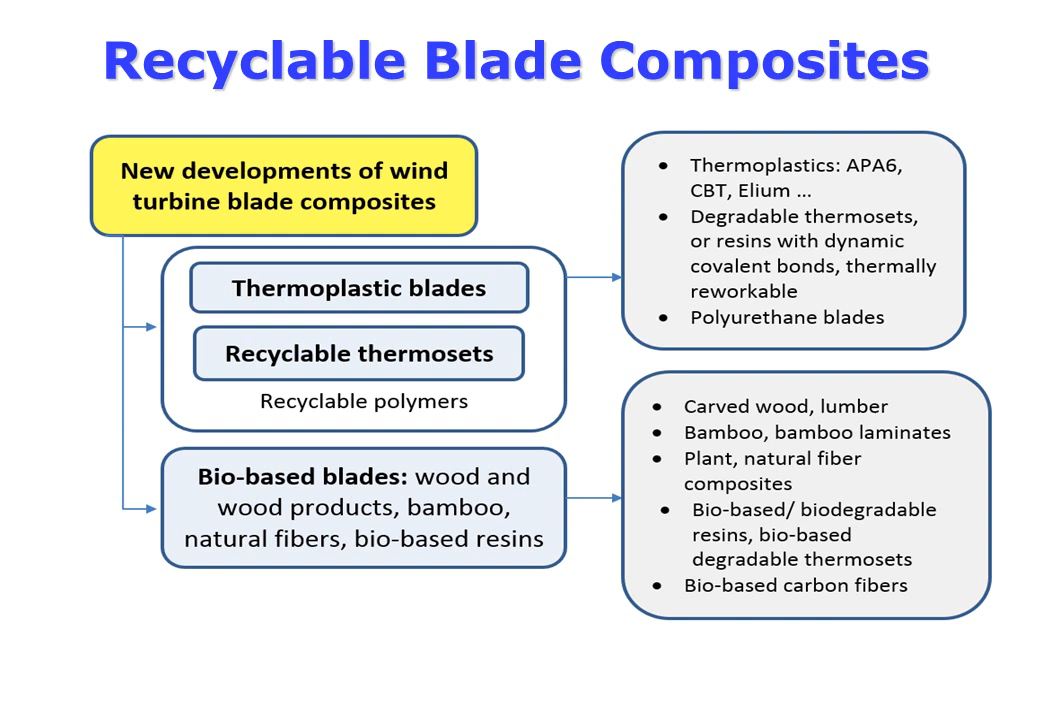 Recyclable Blade Composites
New developments of wind
turbine blade composites
Thermoplastic blades
Recyclable thermosets
Recyclable polymers
Bio-based blades: wood and
wood products, bamboo,
natural fibers, bio-based resins
• Thermoplastics: APA6,
CBT, Elium ...
• Degradable thermosets,
or resins with dynamic
covalent bonds, thermally
reworkable
• Polyurethane blades
• Carved wood, lumber
• Bamboo, bamboo laminates
• Plant, natural fiber
composites
• Bio-based/ biodegradable
resins, bio-based
degradable thermosets
• Bio-based carbon fibers